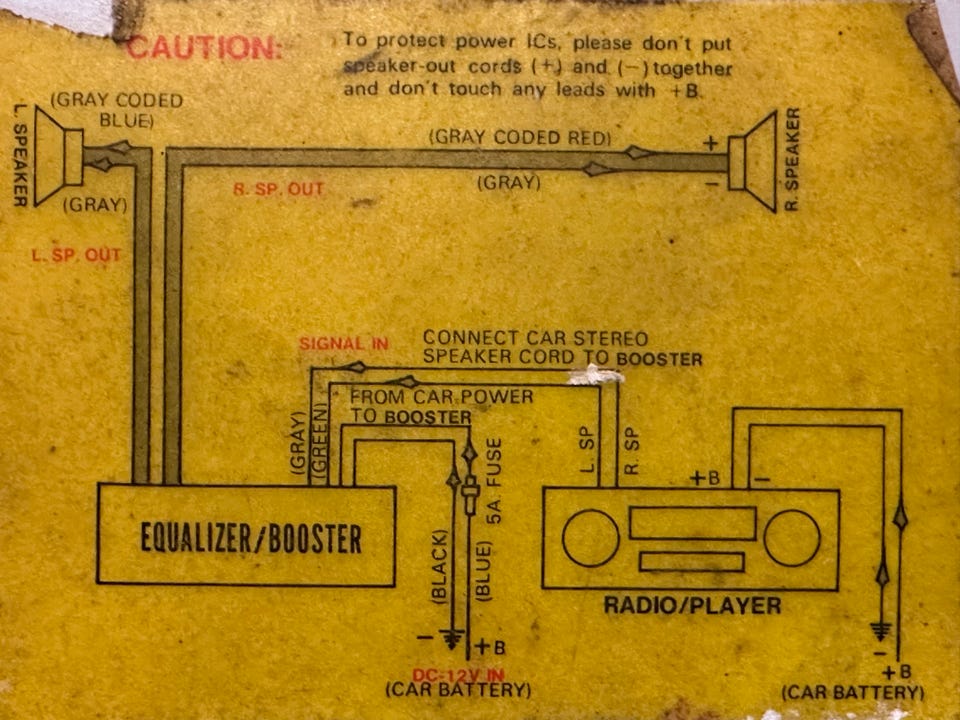 CAUTION:
To protect power ICs, please don't put
speaker-out cords (+) and (−) together
and don't touch any leads with +B.
(GRAY CODED
BLUE)
L. SPEAKER
(GRAY)
L. SP. OUT
(GRAY CODED RED)
+
−
R. SP. OUT
(GRAY)
R. SPEAKER
SIGNAL IN
CONNECT CAR STEREO
SPEAKER CORD TO BOOSTER
FROM CAR POWER
TO BOOSTER
(GRAY)
(GREEN)
5A. FUSE
L. SP
R. SP
+B
−
EQUALIZER/BOOSTER
(BLACK)
(BLUE)
RADIO/PLAYER
−
+B
DC-12V IN
(CAR BATTERY)
−
+B
(CAR BATTERY)